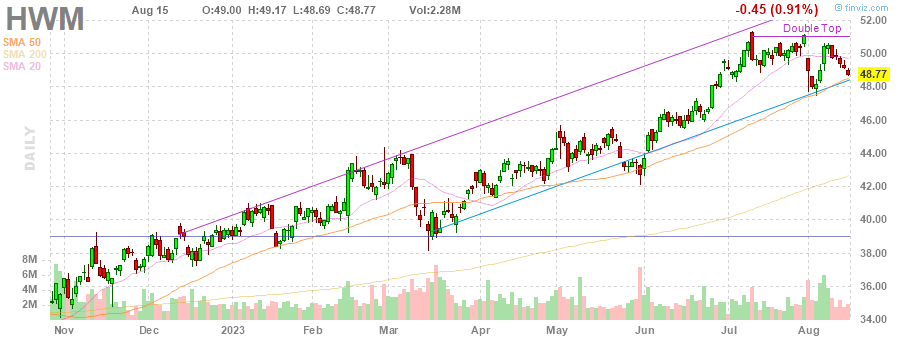 HWM Aug 15 O:49.00 H:49.17 L:48.69 C:48.77 Vol:2.28M -0.45 (0.91%) © finviz.com
SMA 50
SMA 200
SMA 20
Double Top
DAILY
52.00
50.00
48.77
48.00
46.00
44.00
42.00
40.00
38.00
36.00
34.00
8M
6M
4M
2M
Nov Dec 2023 Feb Mar Apr May Jun Jul Aug